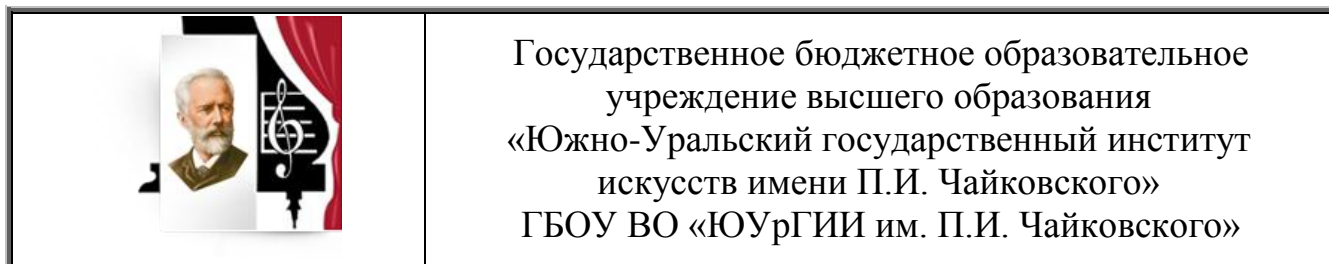 Государственное бюджетное образовательное
учреждение высшего образования
«Южно-Уральский государственный институт
искусств имени П.И. Чайковского»
ГБОУ ВО «ЮУрГИИ им. П.И. Чайковского»